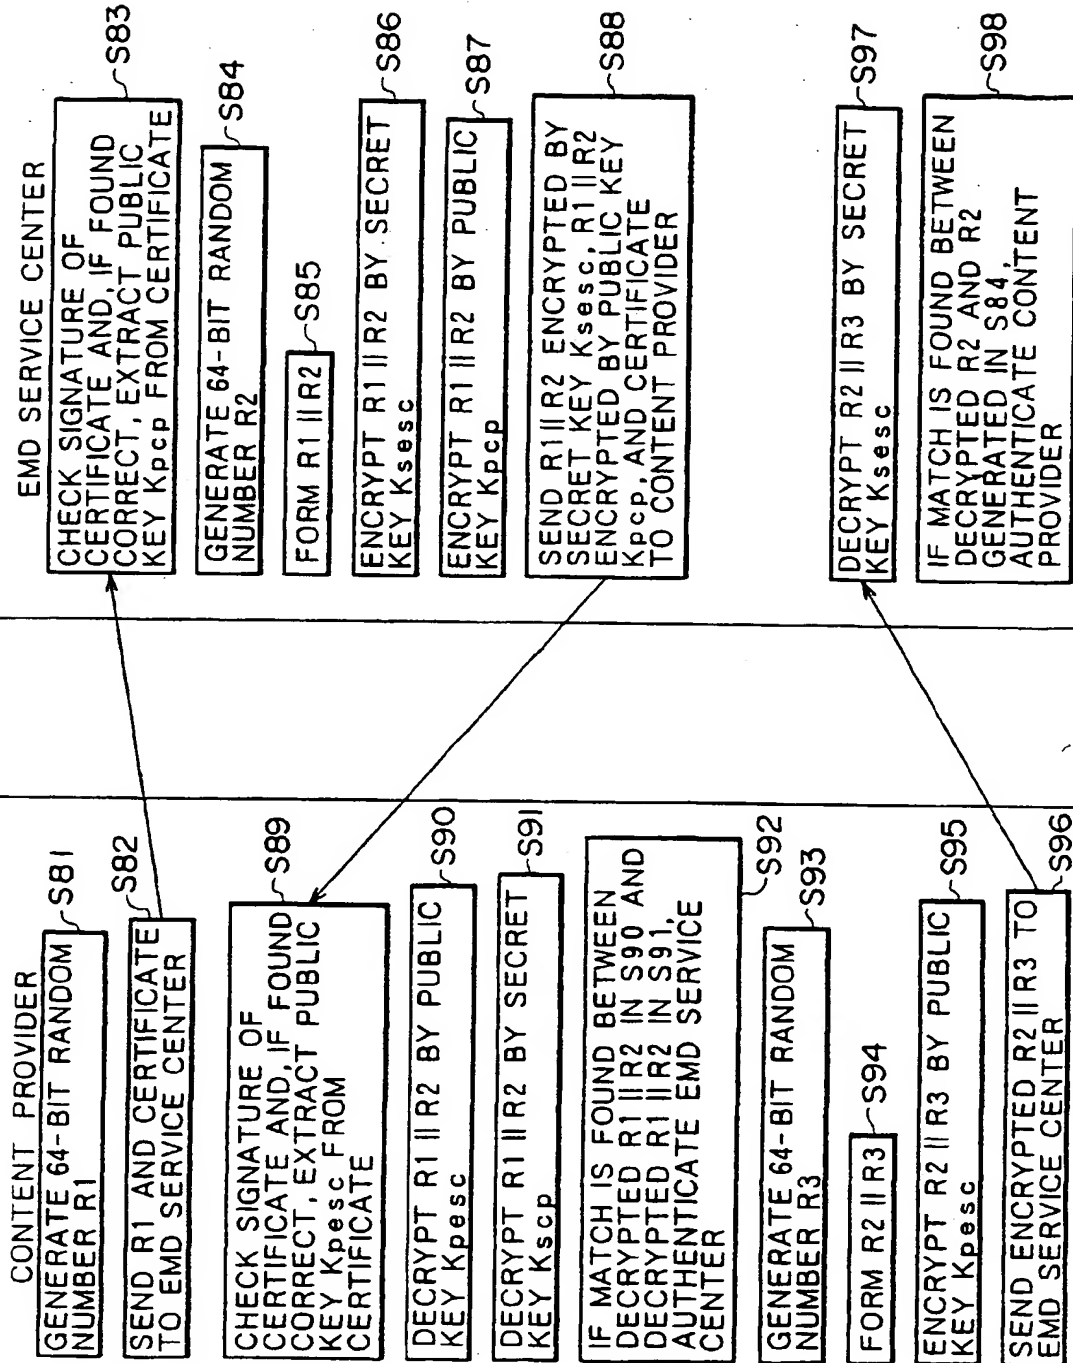 CONTENT PROVIDER
GENERATE 64-BIT RANDOM
NUMBER R1
S81
SEND R1 AND CERTIFICATE
TO EMD SERVICE CENTER
S82
CHECK SIGNATURE OF
CERTIFICATE AND, IF FOUND
CORRECT, EXTRACT PUBLIC
KEY Kpesc FROM
CERTIFICATE
S89
DECRYPT R1 || R2 BY PUBLIC
KEY Kpesc
S90
DECRYPT R1 || R2 BY SECRET
KEY Kscp
S91
IF MATCH IS FOUND BETWEEN
DECRYPTED R1 || R2 IN S90 AND
DECRYPTED R1 || R2 IN S91,
AUTHENTICATE EMD SERVICE
CENTER
S92
GENERATE 64-BIT RANDOM
NUMBER R3
S93
FORM R2 || R3
S94
ENCRYPT R2 || R3 BY PUBLIC
KEY Kpesc
S95
SEND ENCRYPTED R2 || R3 TO
EMD SERVICE CENTER
S96
EMD SERVICE CENTER
CHECK SIGNATURE OF
CERTIFICATE AND, IF FOUND
CORRECT, EXTRACT PUBLIC
KEY Kpcp FROM CERTIFICATE
S83
GENERATE 64-BIT RANDOM
NUMBER R2
S84
FORM R1 || R2
S85
ENCRYPT R1 || R2 BY SECRET
KEY Ksesc
S86
ENCRYPT R1 || R2 BY PUBLIC
KEY Kpcp
S87
SEND R1 || R2 ENCRYPTED BY
SECRET KEY Ksesc, R1 || R2
ENCRYPTED BY PUBLIC KEY
Kpcp, AND CERTIFICATE
TO CONTENT PROVIDER
S88
DECRYPT R2 || R3 BY SECRET
KEY Ksesc
S97
IF MATCH IS FOUND BETWEEN
DECRYPTED R2 AND R2
GENERATED IN S84,
AUTHENTICATE CONTENT
PROVIDER
S98